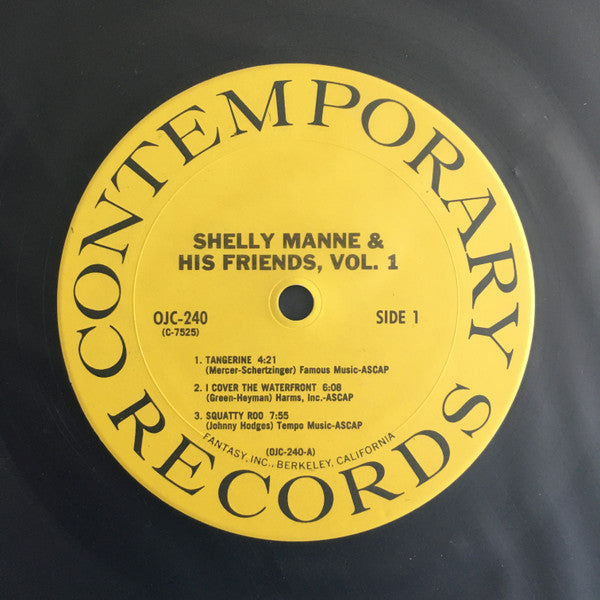 CONTEMPORARY RECORDS
SHELLY MANNE &
HIS FRIENDS, VOL. 1
OJC-240
(C-7525)
SIDE 1
1. TANGERINE 4:21
(Mercer-Schertzinger) Famous Music-ASCAP
2. I COVER THE WATERFRONT 6:08
(Green-Heyman) Harms, Inc.-ASCAP
3. SQUATTY ROO 7:55
(Johnny Hodges) Tempo Music-ASCAP
(OJC-240-A)
FANTASY, INC., BERKELEY, CALIFORNIA